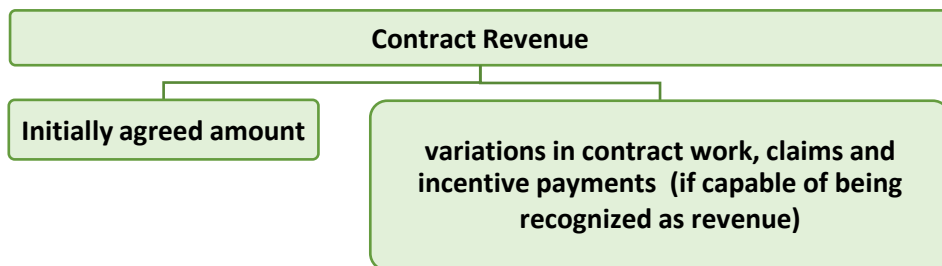 Contract Revenue
Initially agreed amount
variations in contract work, claims and
incentive payments  (if capable of being
recognized as revenue)